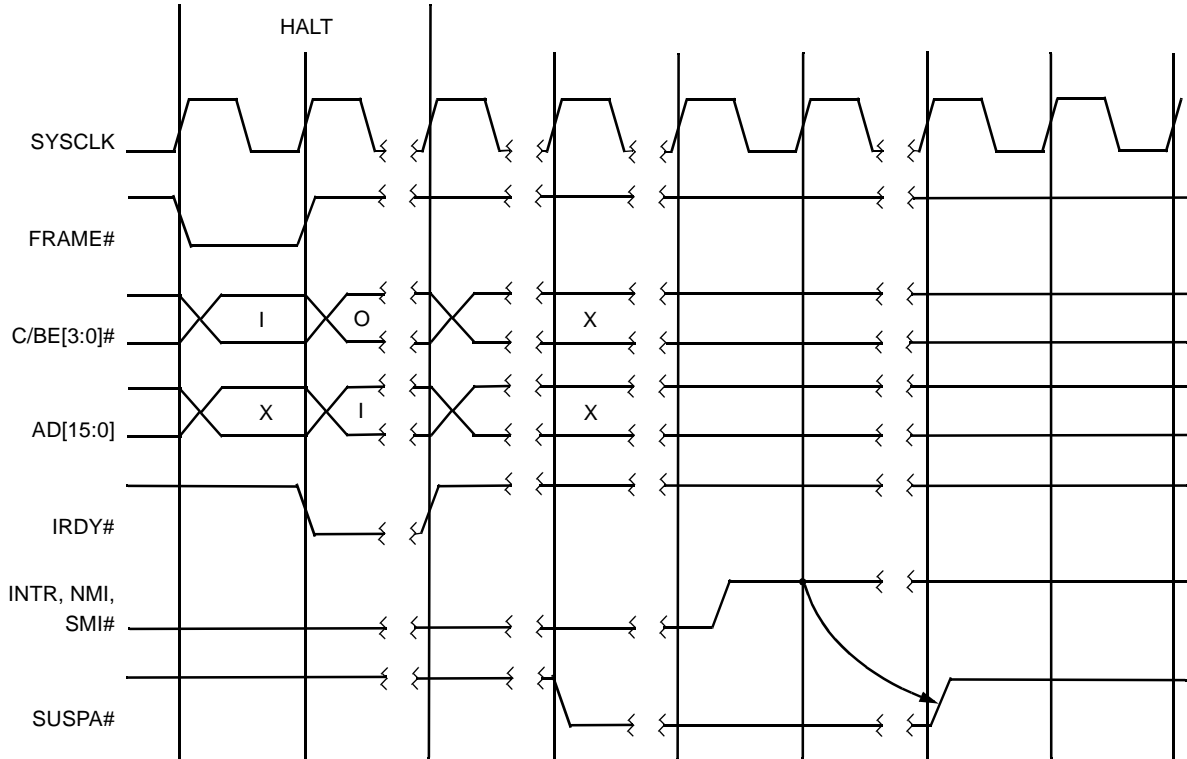 HALT
SYSCLK
FRAME#
C/BE[3:0]#
I
O
X
AD[15:0]
X
I
X
IRDY#
INTR, NMI,
SMI#
SUSPA#